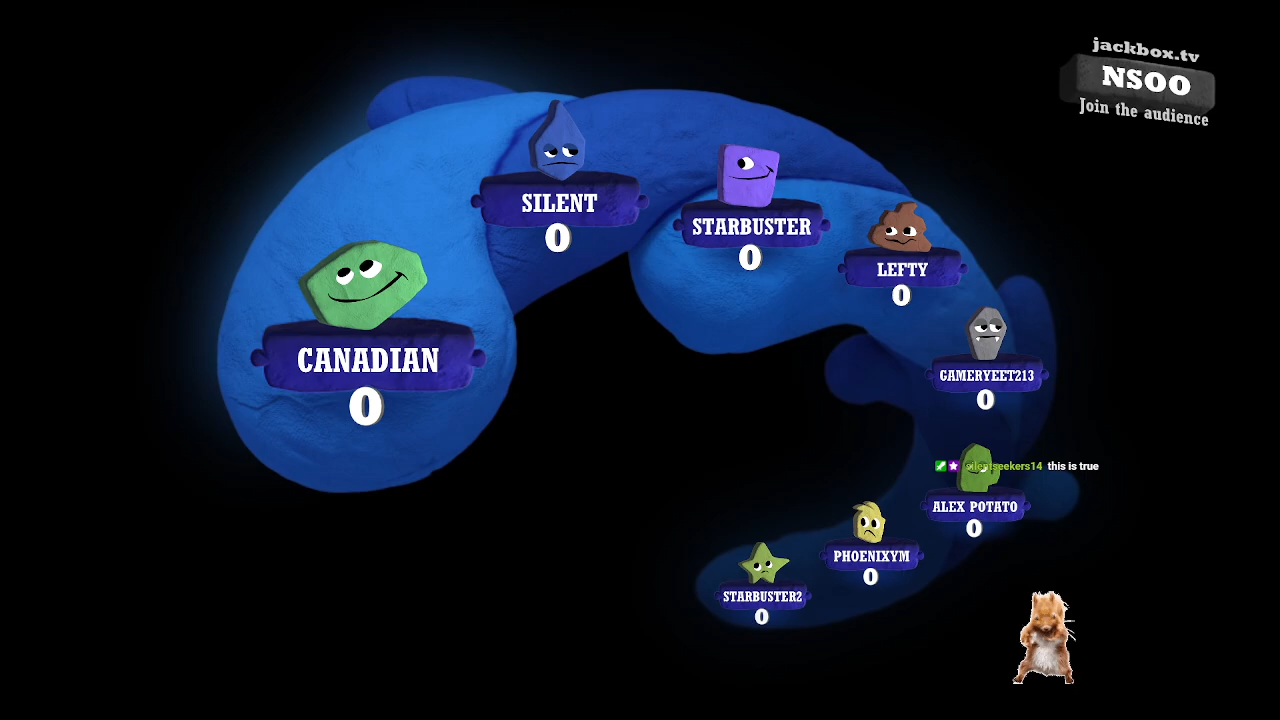 jackbox.tv
NSOO
Join the audience
SILENT
0
STARBUSTER
0
LEFTY
0
CANADIAN
0
GAMERYEET213
0
silentseekers14 this is true
ALEX POTATO
0
PHOENIXYM
0
STARBUSTER2
0